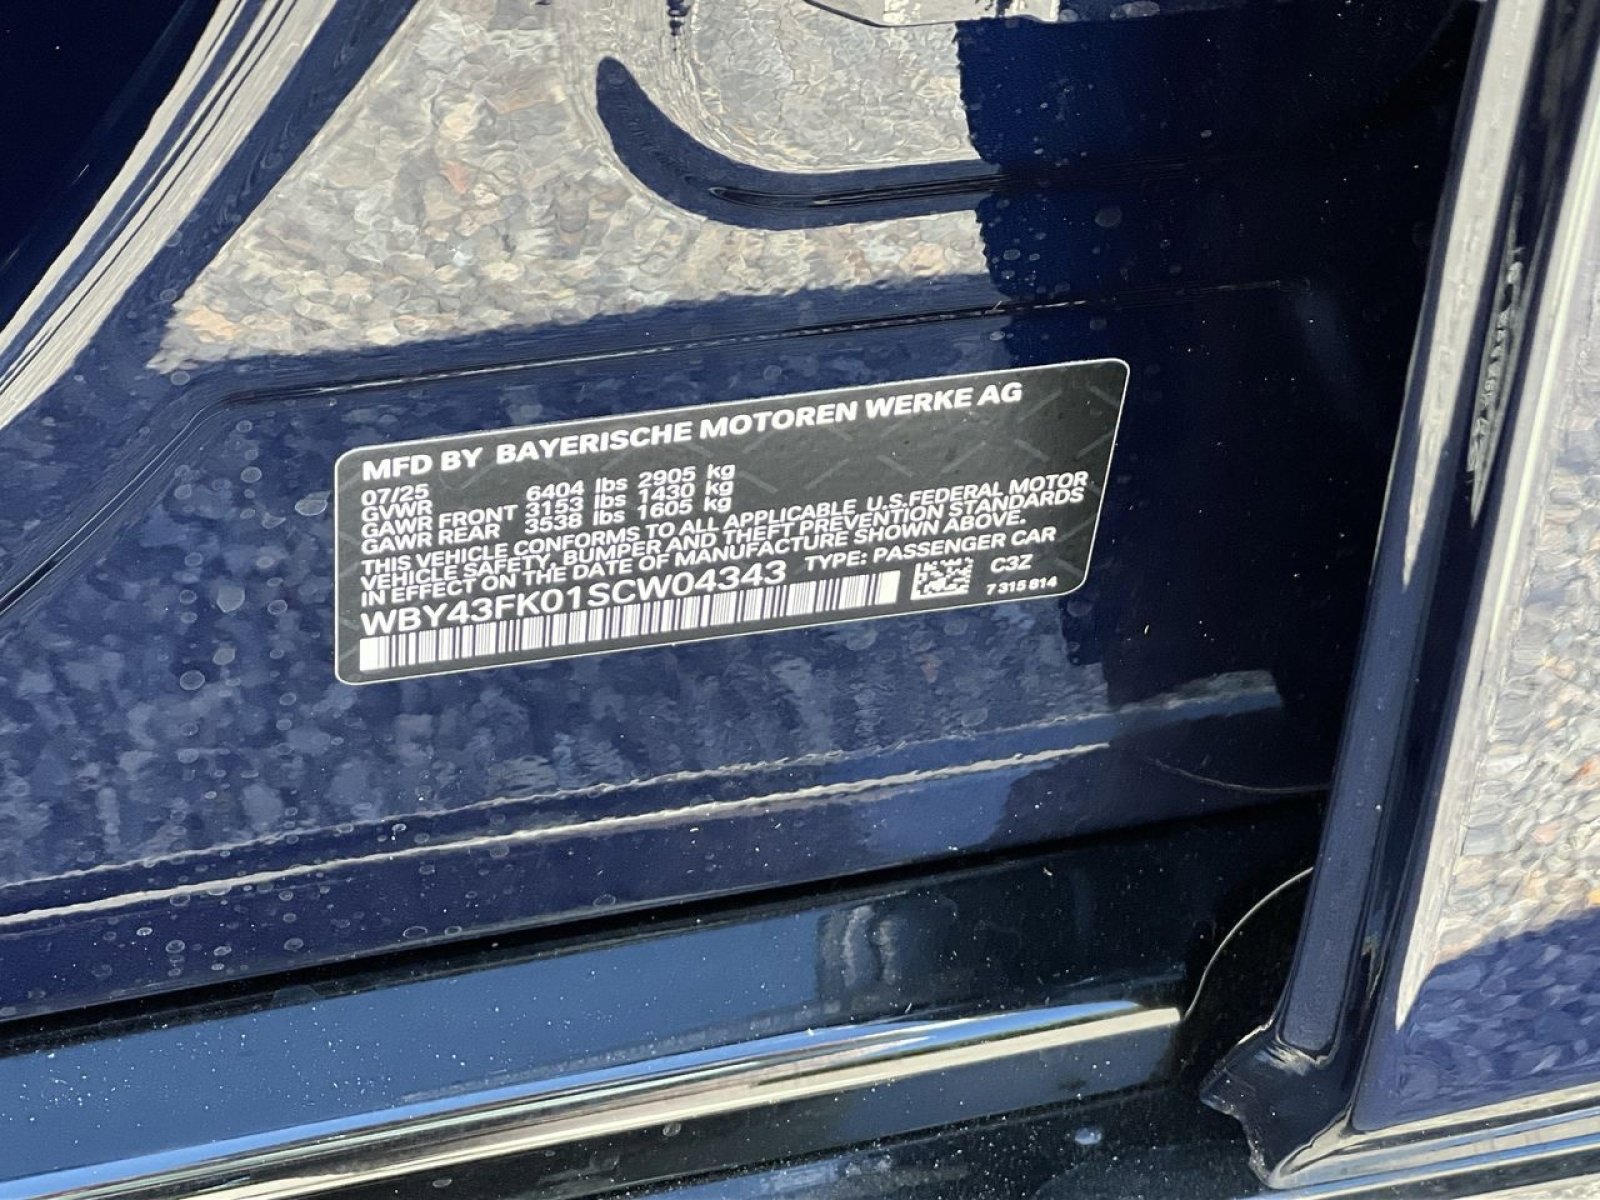 MFD BY BAYERISCHE MOTOREN WERKE AG
07/25
GVWR 6404 lbs 2905 kg
GAWR FRONT 3153 lbs 1430 kg
GAWR REAR 3538 lbs 1605 kg
THIS VEHICLE CONFORMS TO ALL APPLICABLE U.S.FEDERAL MOTOR
VEHICLE SAFETY, BUMPER AND THEFT PREVENTION STANDARDS
IN EFFECT ON THE DATE OF MANUFACTURE SHOWN ABOVE.
WBY43FK01SCW04343 TYPE: PASSENGER CAR
C3Z
7 315 814